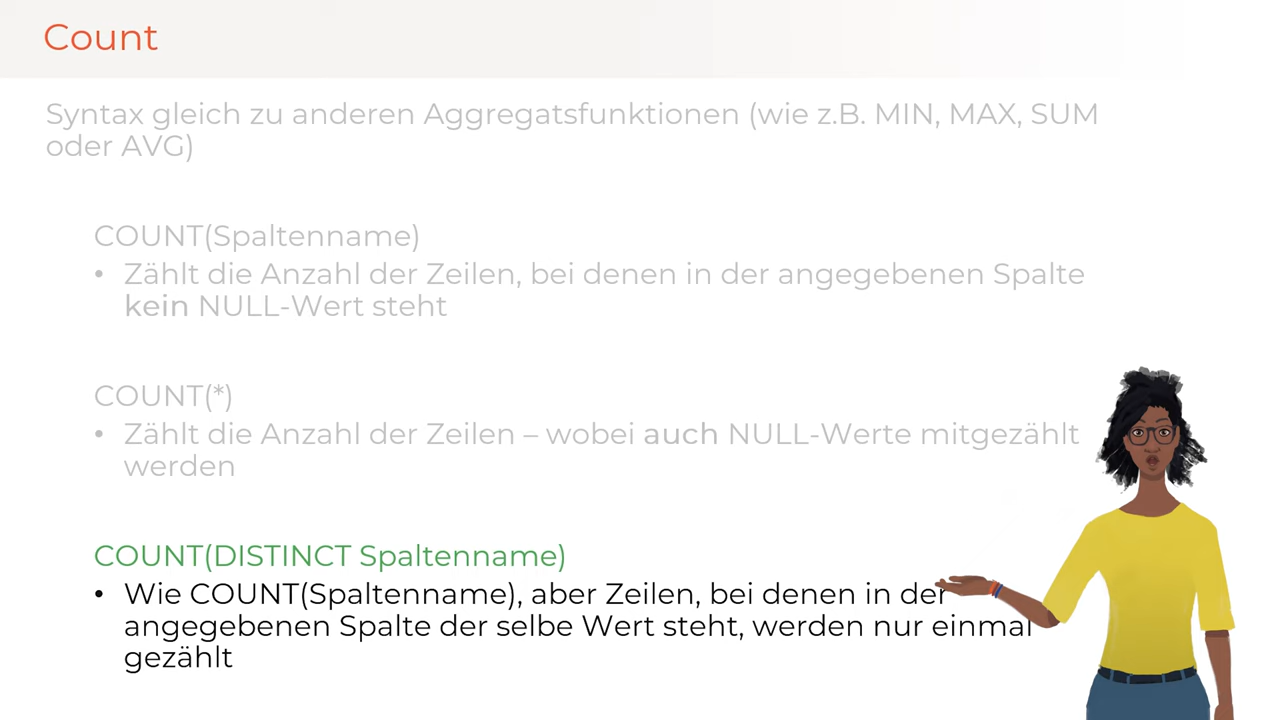 Count
Syntax gleich zu anderen Aggregatsfunktionen (wie z.B. MIN, MAX, SUM
oder AVG)
COUNT(Spaltenname)
• Zählt die Anzahl der Zeilen, bei denen in der angegebenen Spalte
kein NULL-Wert steht
COUNT(*)
• Zählt die Anzahl der Zeilen – wobei auch NULL-Werte mitgezählt
werden
COUNT(DISTINCT Spaltenname)
• Wie COUNT(Spaltenname), aber Zeilen, bei denen in der
angegebenen Spalte der selbe Wert steht, werden nur einmal
gezählt